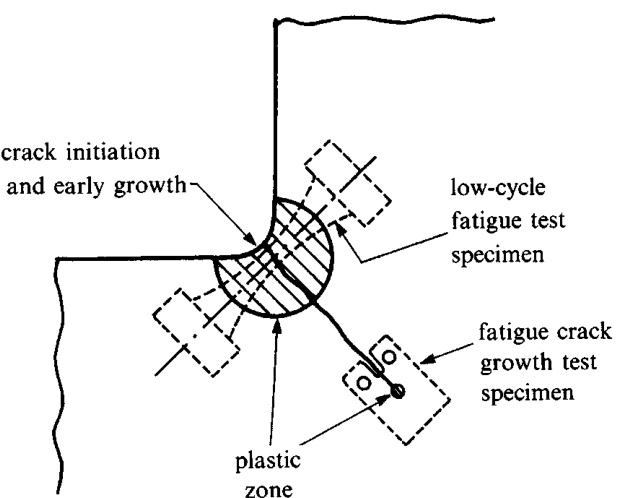 crack initiation
and early growth
low-cycle
fatigue test
specimen
fatigue crack
growth test
specimen
plastic
zone